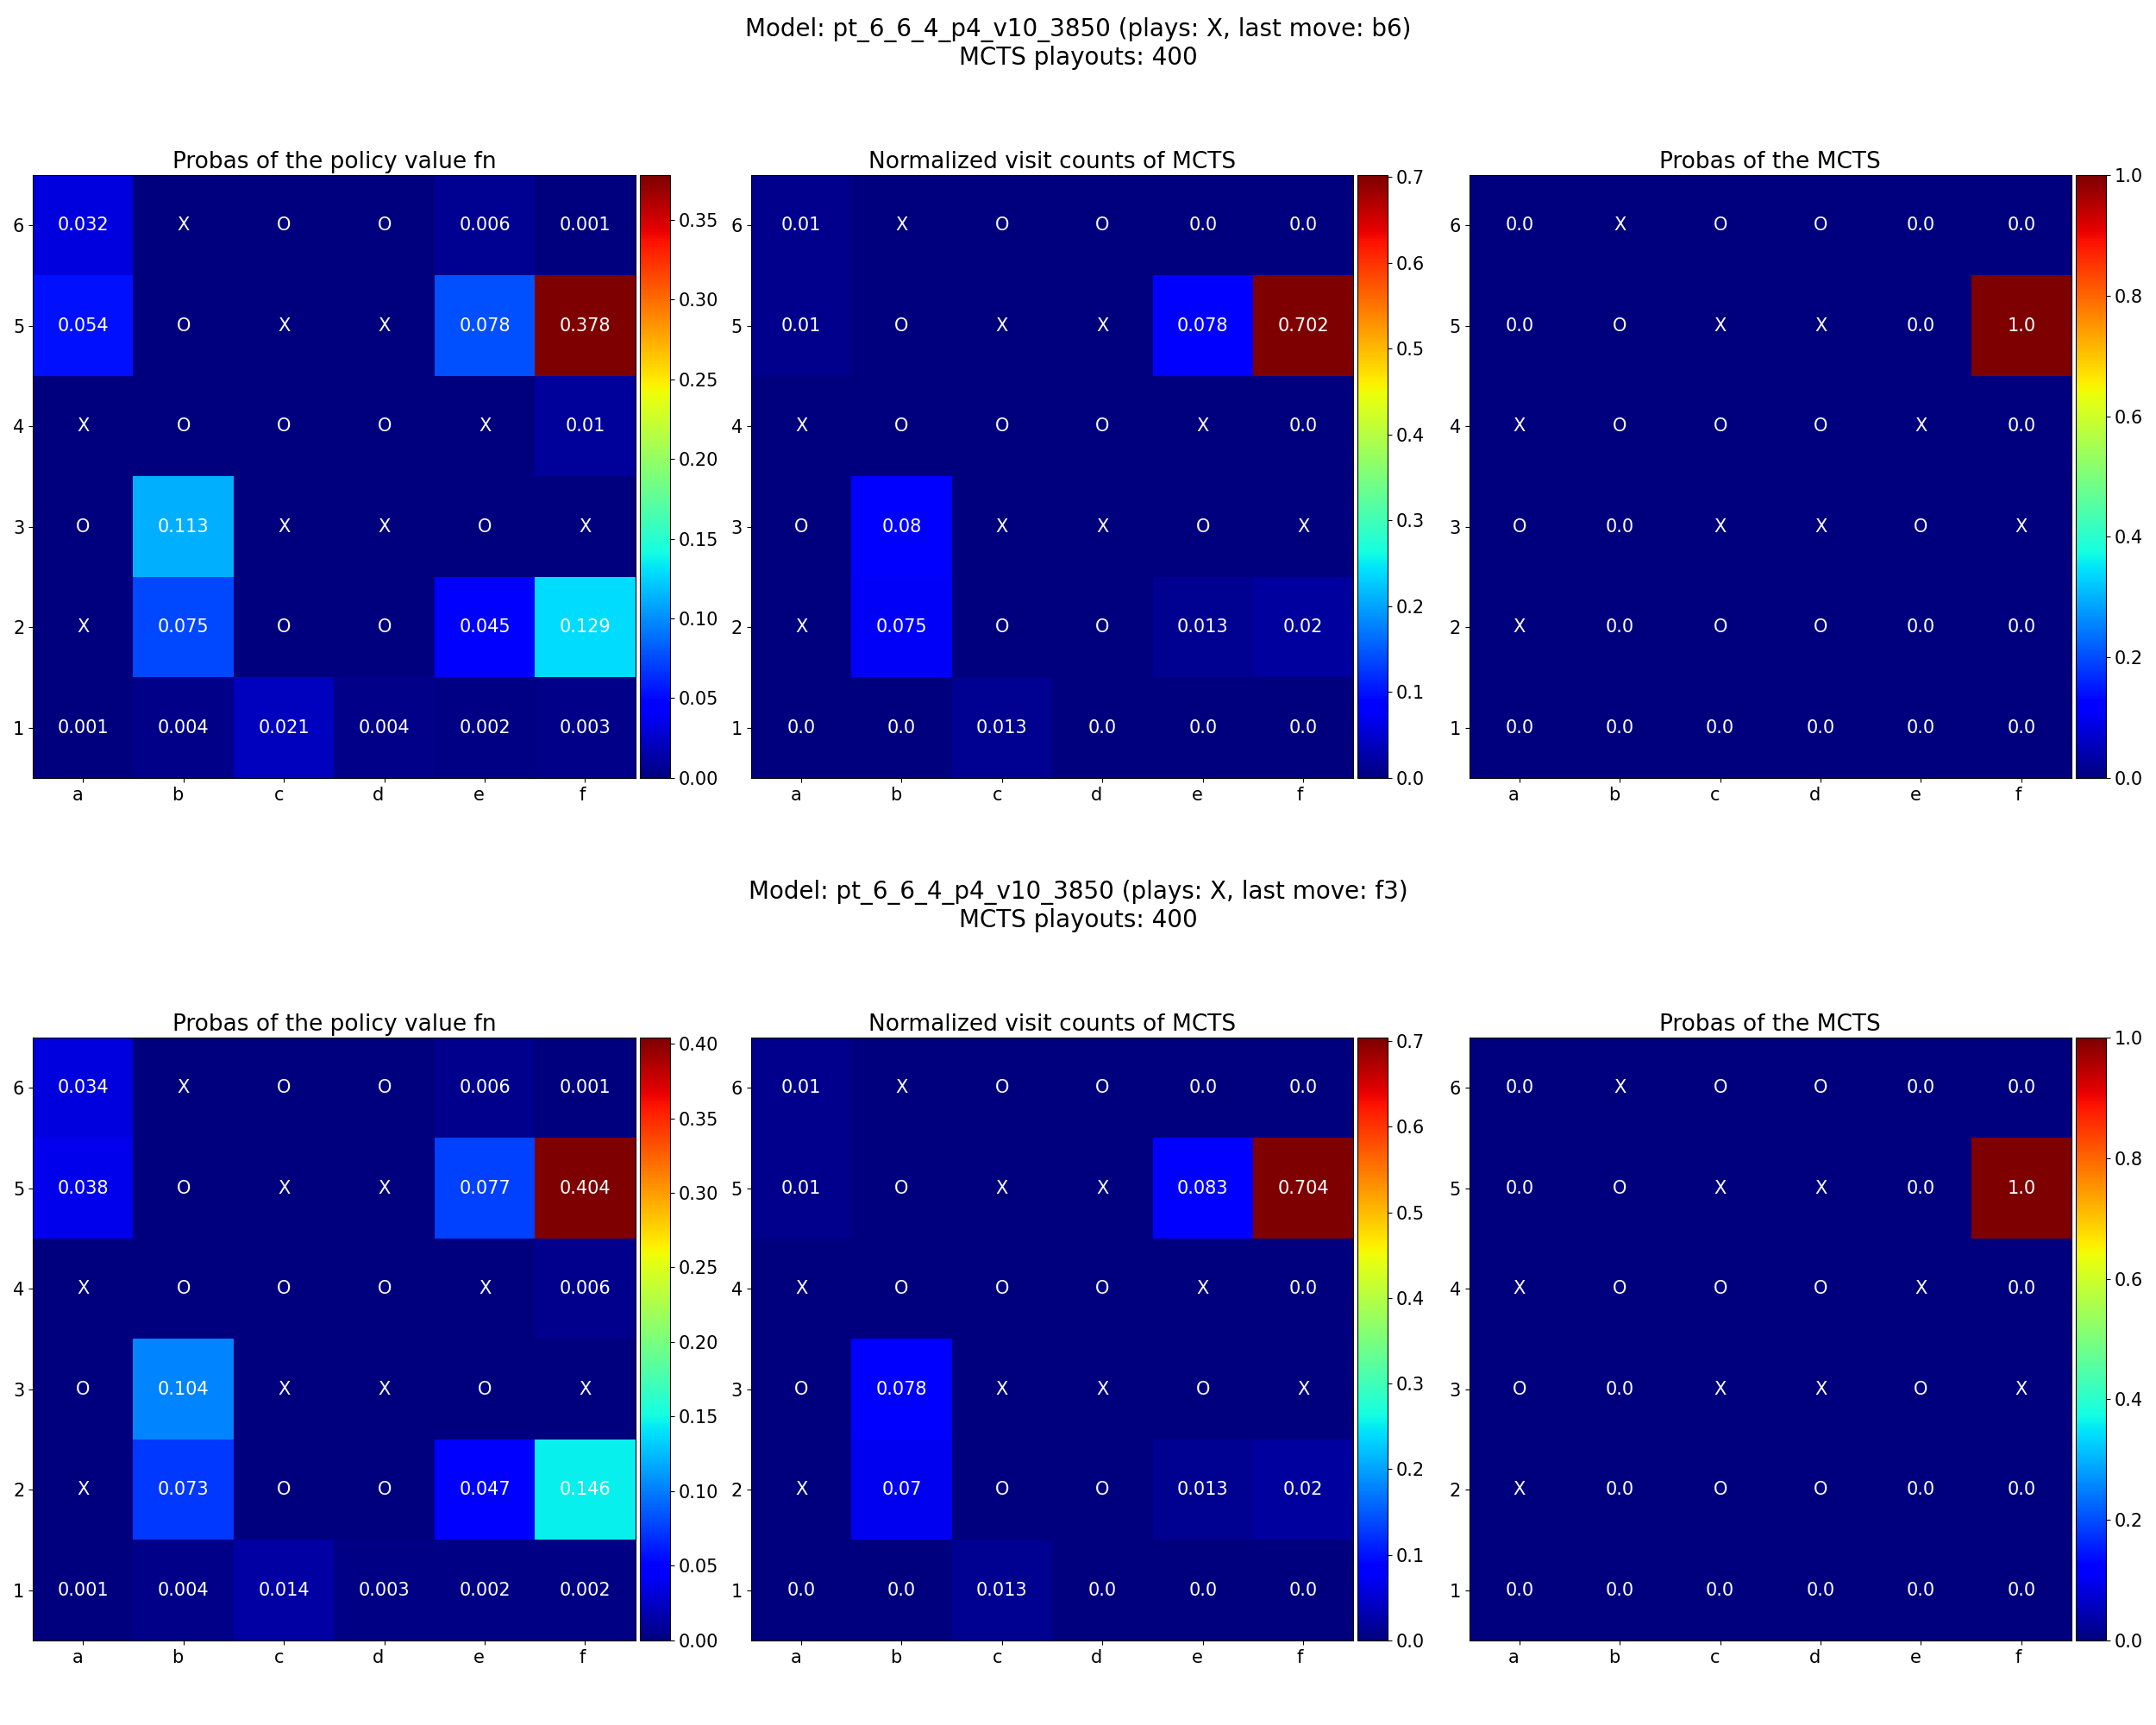 Model: pt_6_6_4_p4_v10_3850 (plays: X, last move: b6)
MCTS playouts: 400
Probas of the policy value fn
6 0.032 X O O 0.006 0.001
5 0.054 O X X 0.078 0.378
4 X O O O X 0.01
3 O 0.113 X X O X
2 X 0.075 O O 0.045 0.129
1 0.001 0.004 0.021 0.004 0.002 0.003
a b c d e f
0.35
0.30
0.25
0.20
0.15
0.10
0.05
0.00
Normalized visit counts of MCTS
6 0.01 X O O 0.0 0.0
5 0.01 O X X 0.078 0.702
4 X O O O X 0.0
3 O 0.08 X X O X
2 X 0.075 O O 0.013 0.02
1 0.0 0.0 0.013 0.0 0.0 0.0
a b c d e f
0.7
0.6
0.5
0.4
0.3
0.2
0.1
0.0
Probas of the MCTS
6 0.0 X O O 0.0 0.0
5 0.0 O X X 0.0 1.0
4 X O O O X 0.0
3 O 0.0 X X O X
2 X 0.0 O O 0.0 0.0
1 0.0 0.0 0.0 0.0 0.0 0.0
a b c d e f
1.0
0.8
0.6
0.4
0.2
0.0
Model: pt_6_6_4_p4_v10_3850 (plays: X, last move: f3)
MCTS playouts: 400
Probas of the policy value fn
6 0.034 X O O 0.006 0.001
5 0.038 O X X 0.077 0.404
4 X O O O X 0.006
3 O 0.104 X X O X
2 X 0.073 O O 0.047 0.146
1 0.001 0.004 0.014 0.003 0.002 0.002
a b c d e f
0.40
0.35
0.30
0.25
0.20
0.15
0.10
0.05
0.00
Normalized visit counts of MCTS
6 0.01 X O O 0.0 0.0
5 0.01 O X X 0.083 0.704
4 X O O O X 0.0
3 O 0.078 X X O X
2 X 0.07 O O 0.013 0.02
1 0.0 0.0 0.013 0.0 0.0 0.0
a b c d e f
0.7
0.6
0.5
0.4
0.3
0.2
0.1
0.0
Probas of the MCTS
6 0.0 X O O 0.0 0.0
5 0.0 O X X 0.0 1.0
4 X O O O X 0.0
3 O 0.0 X X O X
2 X 0.0 O O 0.0 0.0
1 0.0 0.0 0.0 0.0 0.0 0.0
a b c d e f
1.0
0.8
0.6
0.4
0.2
0.0